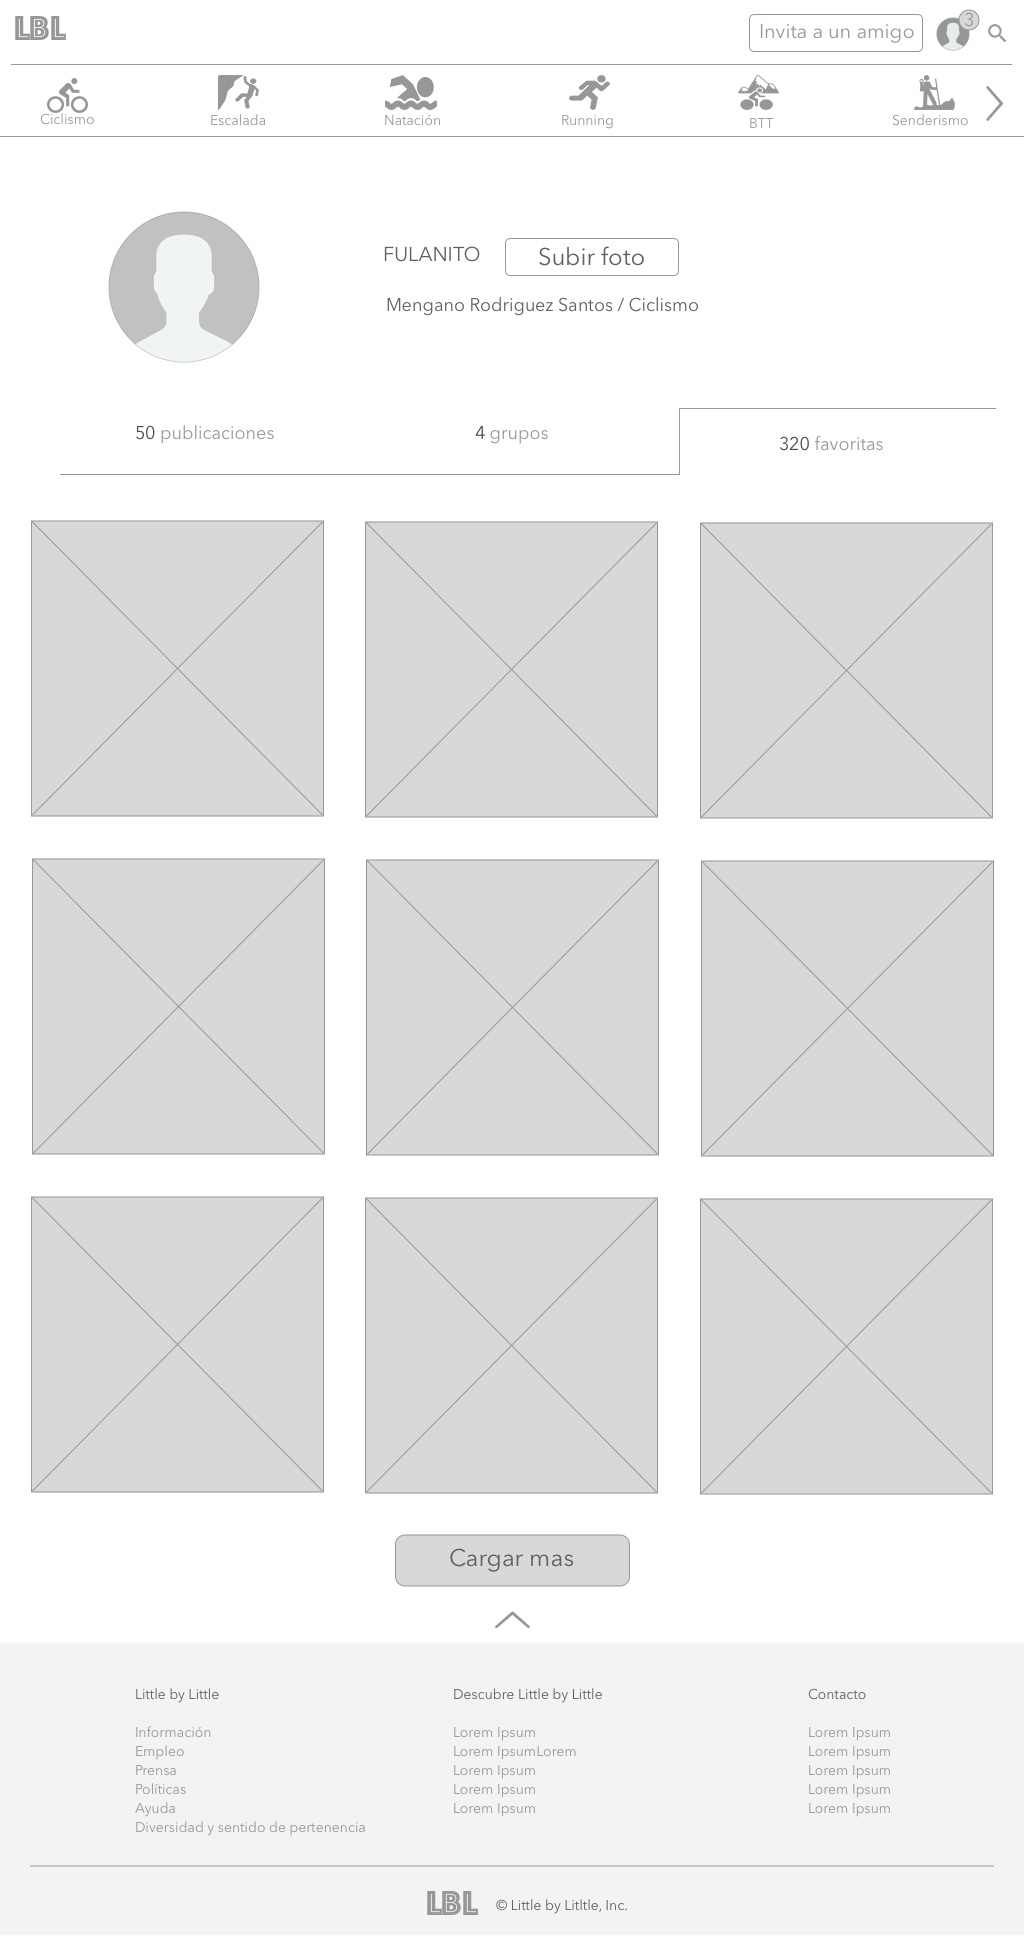 LBL
Invita a un amigo
3
Ciclismo
Escalada
Natación
Running
BTT
Senderismo
FULANITO
Subir foto
Mengano Rodriguez Santos / Ciclismo
50 publicaciones
4 grupos
320 favoritas
Cargar mas
Little by Little
Información
Empleo
Prensa
Políticas
Ayuda
Diversidad y sentido de pertenencia
Descubre Little by Little
Lorem Ipsum
Lorem IpsumLorem
Lorem Ipsum
Lorem Ipsum
Lorem Ipsum
Contacto
Lorem Ipsum
Lorem Ipsum
Lorem Ipsum
Lorem Ipsum
Lorem Ipsum
LBL
© Little by Litltle, Inc.